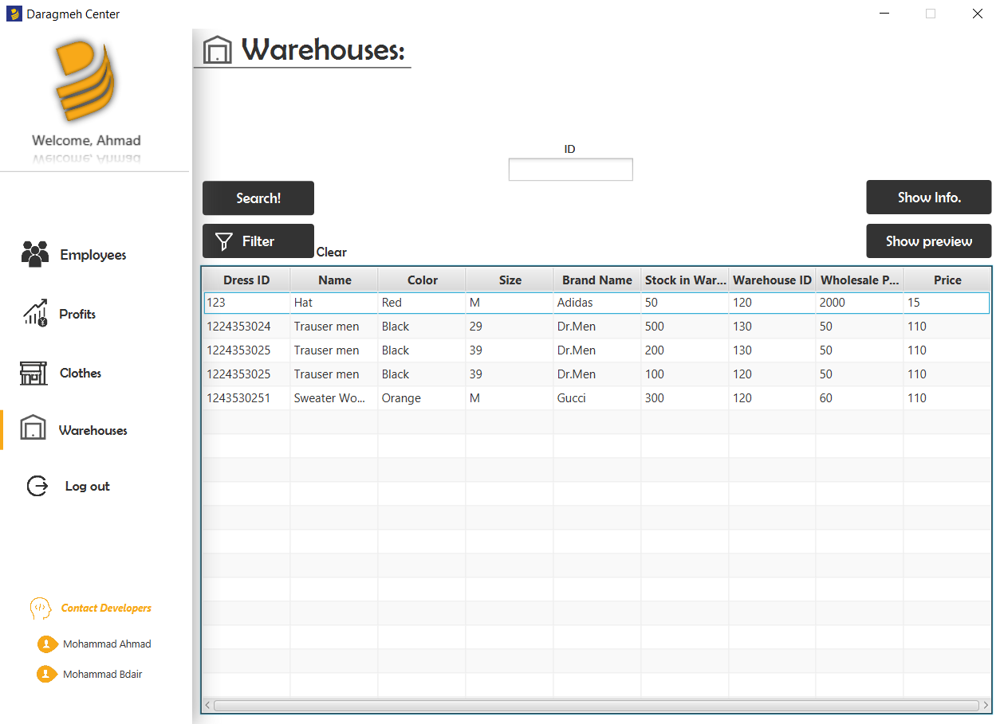 Daragmeh Center
Welcome, Ahmad
Employees
Profits
Clothes
Warehouses
Log out
Contact Developers
Mohammad Ahmad
Mohammad Bdair
Warehouses:
ID
Search!
Show Info.
Filter
Clear
Show preview
Dress ID Name Color Size Brand Name Stock in War... Warehouse ID Wholesale P... Price
123 Hat Red M Adidas 50 120 2000 15
1224353024 Trauser men Black 29 Dr.Men 500 130 50 110
1224353025 Trauser men Black 39 Dr.Men 200 130 50 110
1224353025 Trauser men Black 39 Dr.Men 100 120 50 110
1243530251 Sweater Wo... Orange M Gucci 300 120 60 110